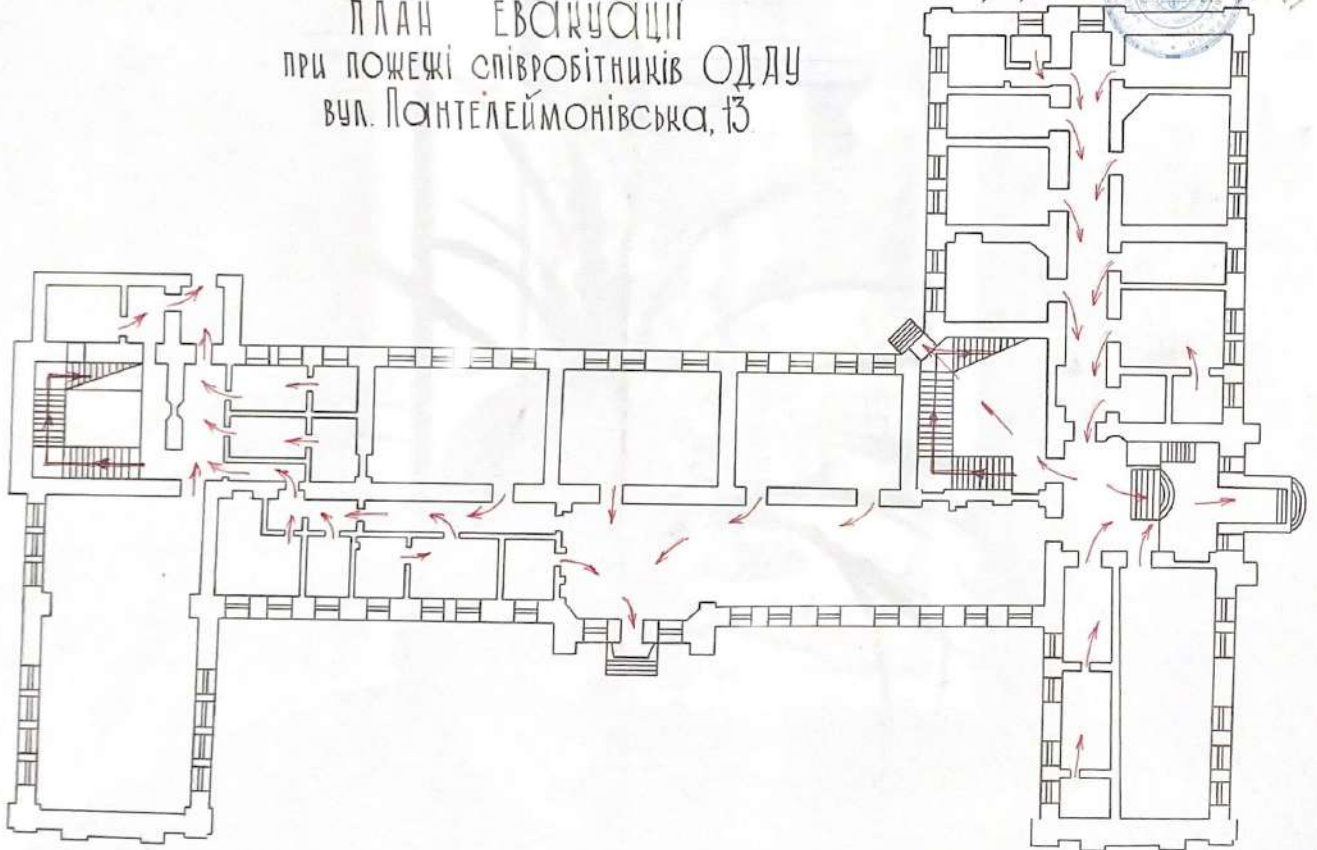 ПЛАН ЕВАКУАЦІЇ
ПРИ ПОЖЕЖІ СПІВРОБІТНИКІВ ОДАУ
ВУЛ. ПАНТЕЛЕЙМОНІВСЬКА, 13